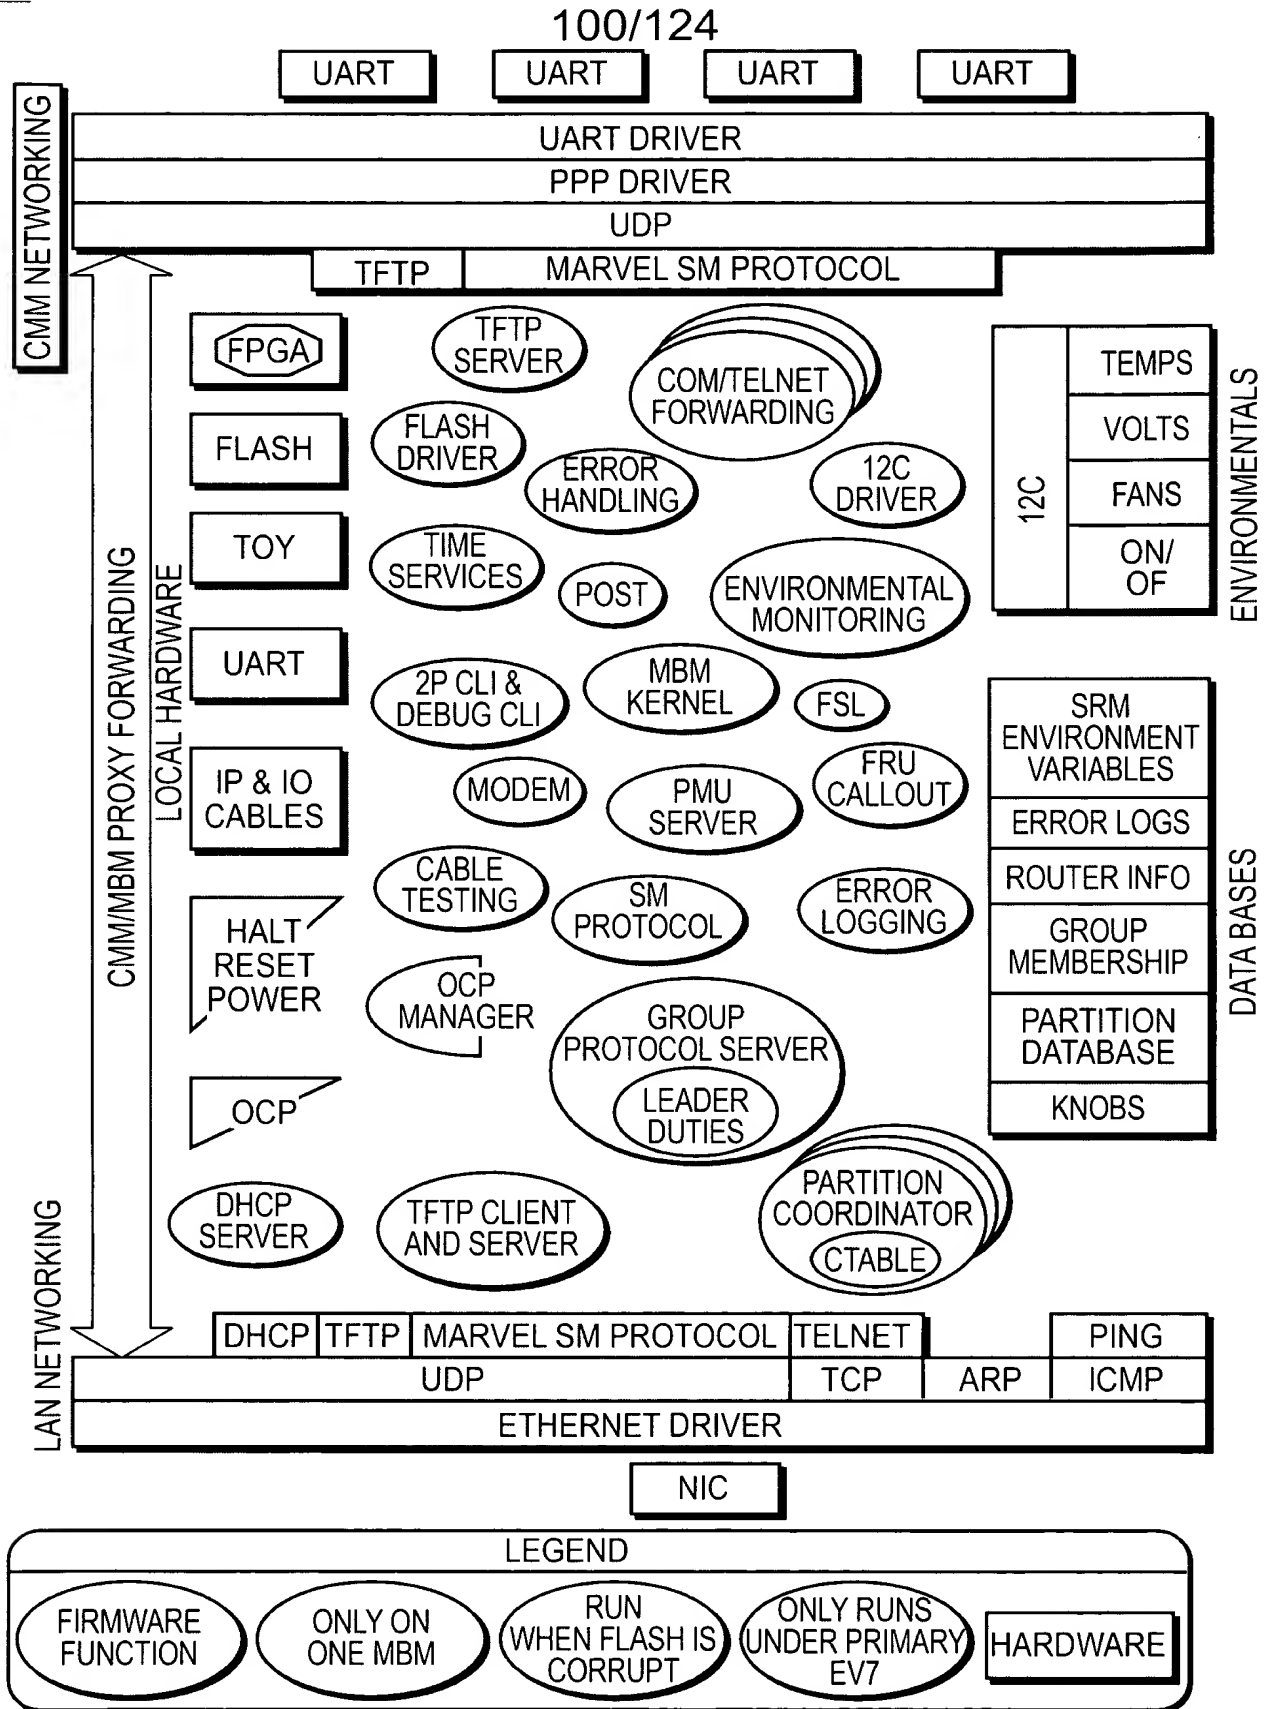 100/124
UART
UART
UART
UART
CMM NETWORKING
UART DRIVER
PPP DRIVER
UDP
TFTP
MARVEL SM PROTOCOL
CMM/MBM PROXY FORWARDING
LOCAL HARDWARE
FPGA
TFTP
SERVER
COM/TELNET
FORWARDING
12C
TEMPS
VOLTS
FANS
ON/
OF
ENVIRONMENTALS
FLASH
FLASH
DRIVER
ERROR
HANDLING
12C
DRIVER
TOY
TIME
SERVICES
POST
ENVIRONMENTAL
MONITORING
UART
2P CLI &
DEBUG CLI
MBM
KERNEL
FSL
SRM
ENVIRONMENT
VARIABLES
ERROR LOGS
ROUTER INFO
GROUP
MEMBERSHIP
PARTITION
DATABASE
KNOBS
DATA BASES
IP & IO
CABLES
MODEM
PMU
SERVER
FRU
CALLOUT
CABLE
TESTING
SM
PROTOCOL
ERROR
LOGGING
HALT
RESET
POWER
OCP
MANAGER
GROUP
PROTOCOL SERVER
LEADER
DUTIES
OCP
PARTITION
COORDINATOR
CTABLE
DHCP
SERVER
TFTP CLIENT
AND SERVER
LAN NETWORKING
DHCP
TFTP
MARVEL SM PROTOCOL
TELNET
PING
UDP
TCP
ARP
ICMP
ETHERNET DRIVER
NIC
LEGEND
FIRMWARE
FUNCTION
ONLY ON
ONE MBM
RUN
WHEN FLASH IS
CORRUPT
ONLY RUNS
UNDER PRIMARY
EV7
HARDWARE